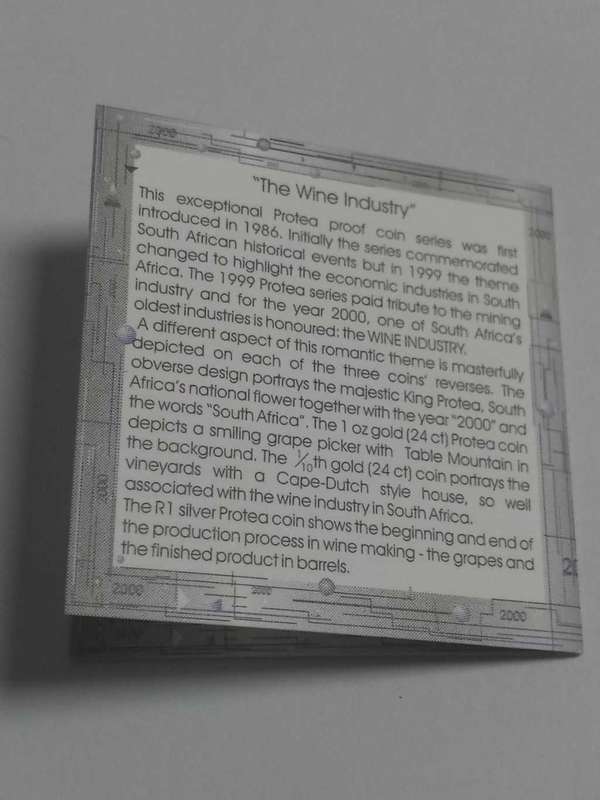 2000
2000
"The Wine Industry"
This exceptional Protea proof coin series was first
introduced in 1986. Initially the series commemorated
South African historical events but in 1999 the theme
changed to highlight the economic industries in South
Africa. The 1999 Protea series paid tribute to the mining
industry and for the year 2000, one of South Africa's
oldest industries is honoured: the WINE INDUSTRY.
A different aspect of this romantic theme is masterfully
depicted on each of the three coins' reverses. The
obverse design portrays the majestic King Protea, South
Africa's national flower together with the year "2000" and
the words "South Africa". The 1 oz gold (24 ct) Protea coin
depicts a smiling grape picker with Table Mountain in
the background. The 1/10th gold (24 ct) coin portrays the
vineyards with a Cape-Dutch style house, so well
associated with the wine industry in South Africa.
The R1 silver Protea coin shows the beginning and end of
the production process in wine making - the grapes and
the finished product in barrels.
2000
2000
2000
2000